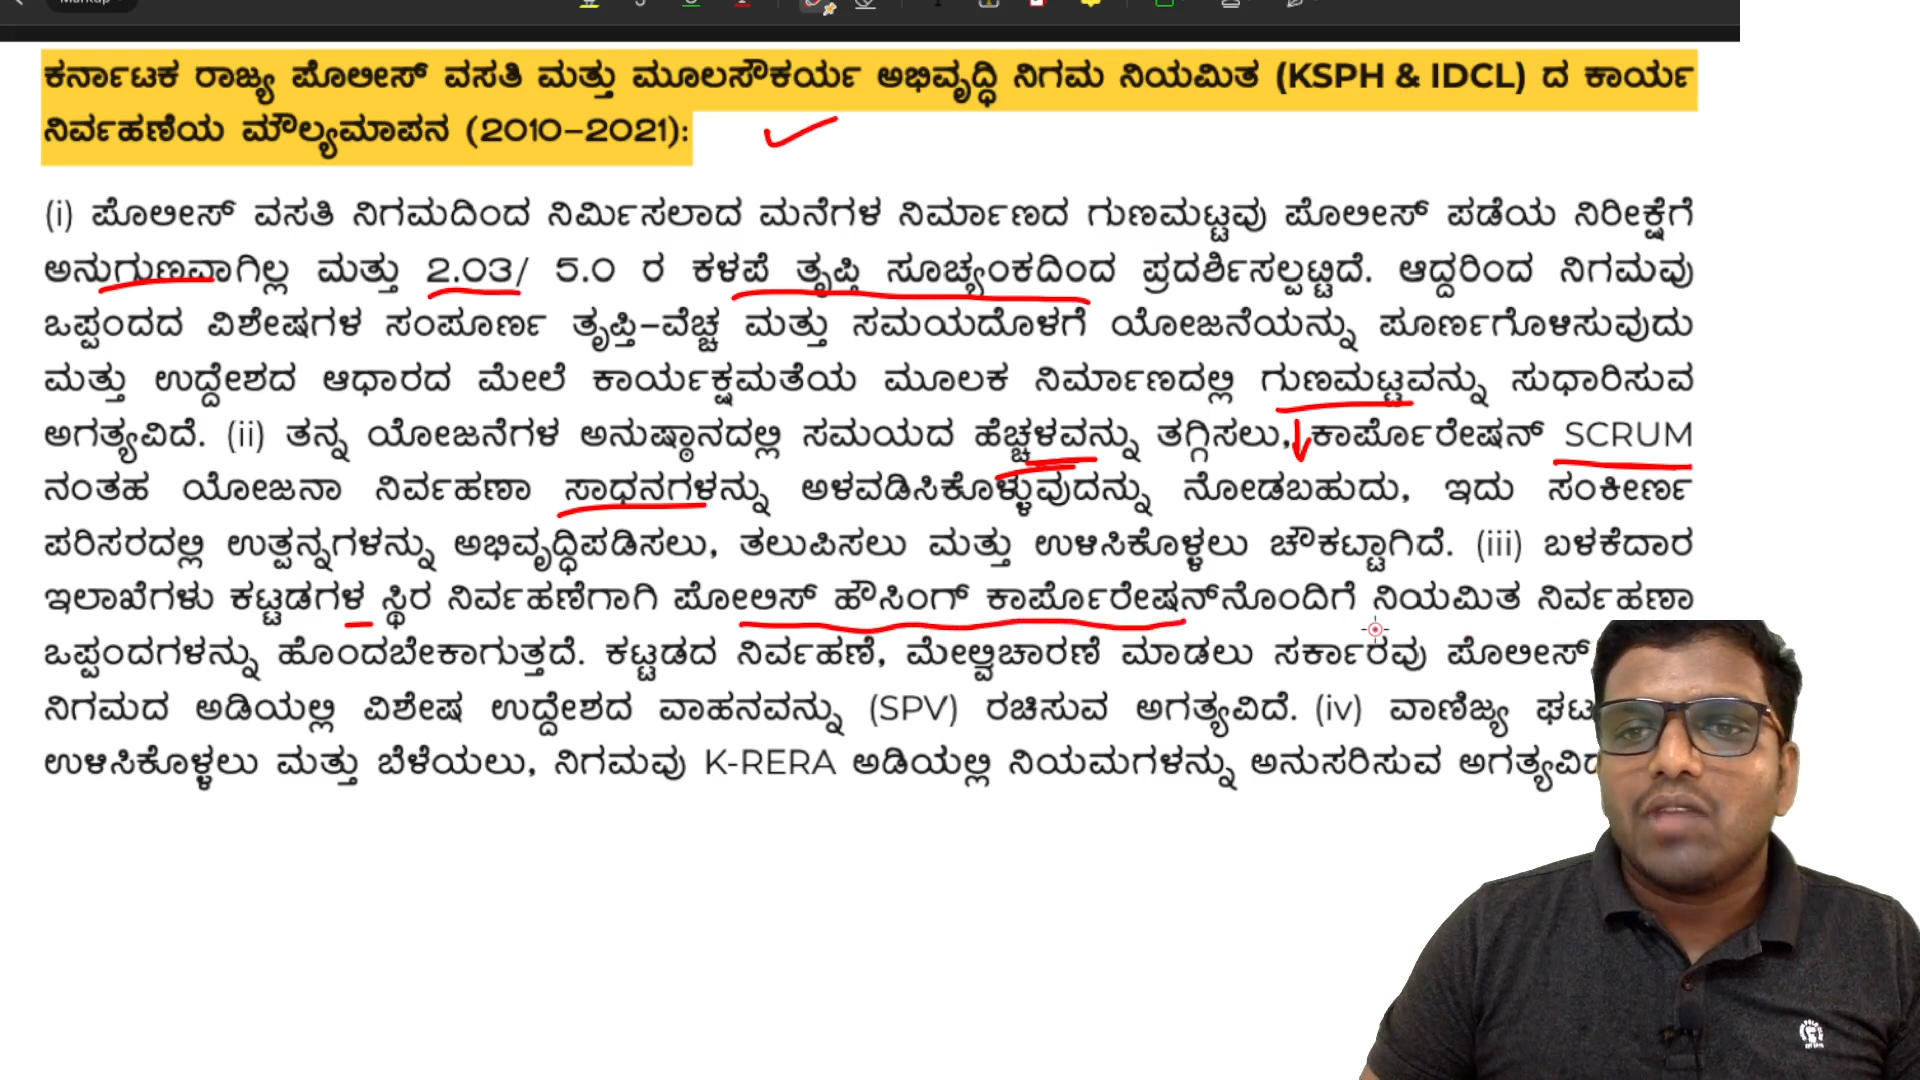 ಕರ್ನಾಟಕ ರಾಜ್ಯ ಪೊಲೀಸ್ ವಸತಿ ಮತ್ತು ಮೂಲಸೌಕರ್ಯ ಅಭಿವೃದ್ಧಿ ನಿಗಮ ನಿಯಮಿತ (KSPH & IDCL) ದ ಕಾರ್ಯ
ನಿರ್ವಹಣೆಯ ಮೌಲ್ಯಮಾಪನ (2010–2021):
(i) ಪೊಲೀಸ್ ವಸತಿ ನಿಗಮದಿಂದ ನಿರ್ಮಿಸಲಾದ ಮನೆಗಳ ನಿರ್ಮಾಣದ ಗುಣಮಟ್ಟವು ಪೊಲೀಸ್ ಪಡೆಯ ನಿರೀಕ್ಷೆಗೆ
ಅನುಗುಣವಾಗಿಲ್ಲ ಮತ್ತು 2.03/ 5.0 ರ ಕಳಪೆ ತೃಪ್ತಿ ಸೂಚ್ಯಂಕದಿಂದ ಪ್ರದರ್ಶಿಸಲ್ಪಟ್ಟಿದೆ. ಆದ್ದರಿಂದ ನಿಗಮವು
ಒಪ್ಪಂದದ ವಿಶೇಷಗಳ ಸಂಪೂರ್ಣ ತೃಪ್ತಿ–ವೆಚ್ಚ ಮತ್ತು ಸಮಯದೊಳಗೆ ಯೋಜನೆಯನ್ನು ಪೂರ್ಣಗೊಳಿಸುವುದು
ಮತ್ತು ಉದ್ದೇಶದ ಆಧಾರದ ಮೇಲೆ ಕಾರ್ಯಕ್ಷಮತೆಯ ಮೂಲಕ ನಿರ್ಮಾಣದಲ್ಲಿ ಗುಣಮಟ್ಟವನ್ನು ಸುಧಾರಿಸುವ
ಅಗತ್ಯವಿದೆ. (ii) ತನ್ನ ಯೋಜನೆಗಳ ಅನುಷ್ಠಾನದಲ್ಲಿ ಸಮಯದ ಹೆಚ್ಚಳವನ್ನು ತಗ್ಗಿಸಲು, ಕಾರ್ಪೊರೇಷನ್ SCRUM
ನಂತಹ ಯೋಜನಾ ನಿರ್ವಹಣಾ ಸಾಧನಗಳನ್ನು ಅಳವಡಿಸಿಕೊಳ್ಳುವುದನ್ನು ನೋಡಬಹುದು, ಇದು ಸಂಕೀರ್ಣ
ಪರಿಸರದಲ್ಲಿ ಉತ್ಪನ್ನಗಳನ್ನು ಅಭಿವೃದ್ಧಿಪಡಿಸಲು, ತಲುಪಿಸಲು ಮತ್ತು ಉಳಿಸಿಕೊಳ್ಳಲು ಚೌಕಟ್ಟಾಗಿದೆ. (iii) ಬಳಕೆದಾರ
ಇಲಾಖೆಗಳು ಕಟ್ಟಡಗಳ ಸ್ಥಿರ ನಿರ್ವಹಣೆಗಾಗಿ ಪೋಲಿಸ್ ಹೌಸಿಂಗ್ ಕಾರ್ಪೊರೇಷನ್‌ನೊಂದಿಗೆ ನಿಯಮಿತ ನಿರ್ವಹಣಾ
ಒಪ್ಪಂದಗಳನ್ನು ಹೊಂದಬೇಕಾಗುತ್ತದೆ. ಕಟ್ಟಡದ ನಿರ್ವಹಣೆ, ಮೇಲ್ವಿಚಾರಣೆ ಮಾಡಲು ಸರ್ಕಾರವು ಪೊಲೀಸ್
ನಿಗಮದ ಅಡಿಯಲ್ಲಿ ವಿಶೇಷ ಉದ್ದೇಶದ ವಾಹನವನ್ನು (SPV) ರಚಿಸುವ ಅಗತ್ಯವಿದೆ. (iv) ವಾಣಿಜ್ಯ
ಉಳಿಸಿಕೊಳ್ಳಲು ಮತ್ತು ಬೆಳೆಯಲು, ನಿಗಮವು K-RERA ಅಡಿಯಲ್ಲಿ ನಿಯಮಗಳನ್ನು ಅನುಸರಿಸುವ